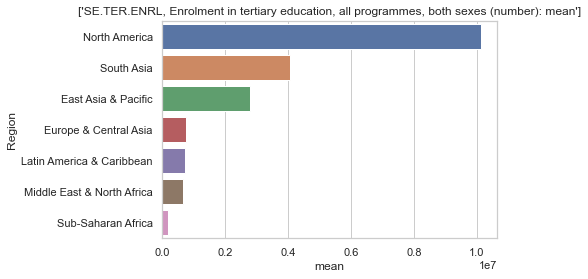 ['SE.TER.ENRL, Enrolment in tertiary education, all programmes, both sexes (number): mean']
North America
South Asia
East Asia & Pacific
Europe & Central Asia
Latin America & Caribbean
Middle East & North Africa
Sub-Saharan Africa
Region
0.0 0.2 0.4 0.6 0.8 1.0
1e7
mean